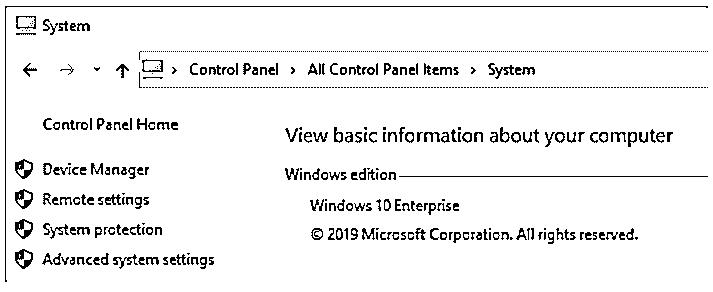 System
Control Panel > All Control Panel Items > System
Control Panel Home
Device Manager
Remote settings
System protection
Advanced system settings
View basic information about your computer
Windows edition
Windows 10 Enterprise
© 2019 Microsoft Corporation. All rights reserved.